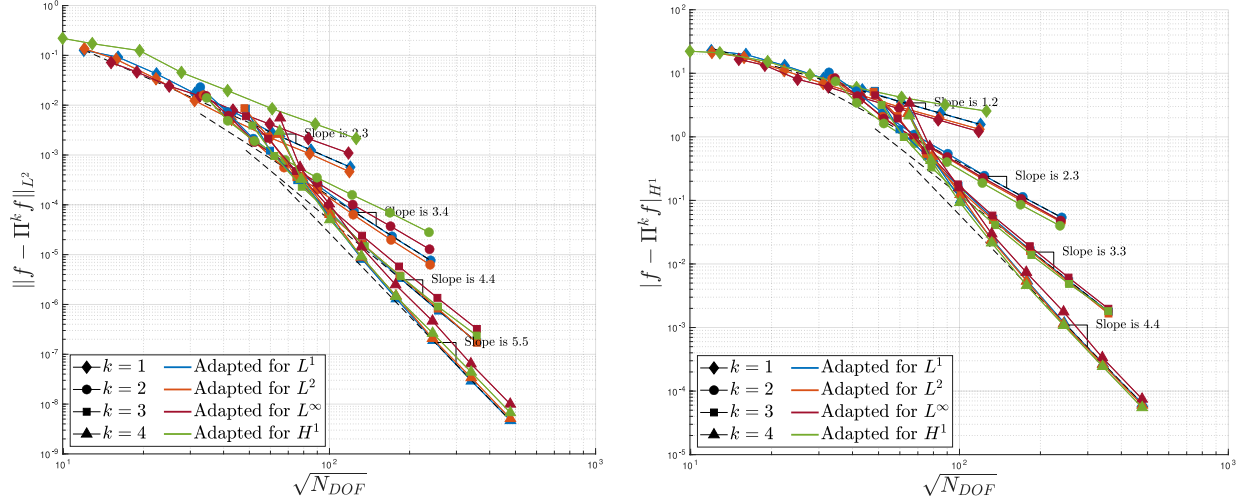 10^0
10^-1
10^-2
10^-3
10^-4
10^-5
10^-6
10^-7
10^-8
10^-9
||f − Π^k f||_{L^2}
Slope is 2.3
Slope is 3.4
Slope is 4.4
Slope is 5.5
k = 1 Adapted for L^1
k = 2 Adapted for L^2
k = 3 Adapted for L^∞
k = 4 Adapted for H^1
10^1 10^2 10^3
√N_{DOF}
10^2
10^1
10^0
10^-1
10^-2
10^-3
10^-4
10^-5
|f − Π^k f|_{H^1}
Slope is 1.2
Slope is 2.3
Slope is 3.3
Slope is 4.4
k = 1 Adapted for L^1
k = 2 Adapted for L^2
k = 3 Adapted for L^∞
k = 4 Adapted for H^1
10^1 10^2 10^3
√N_{DOF}